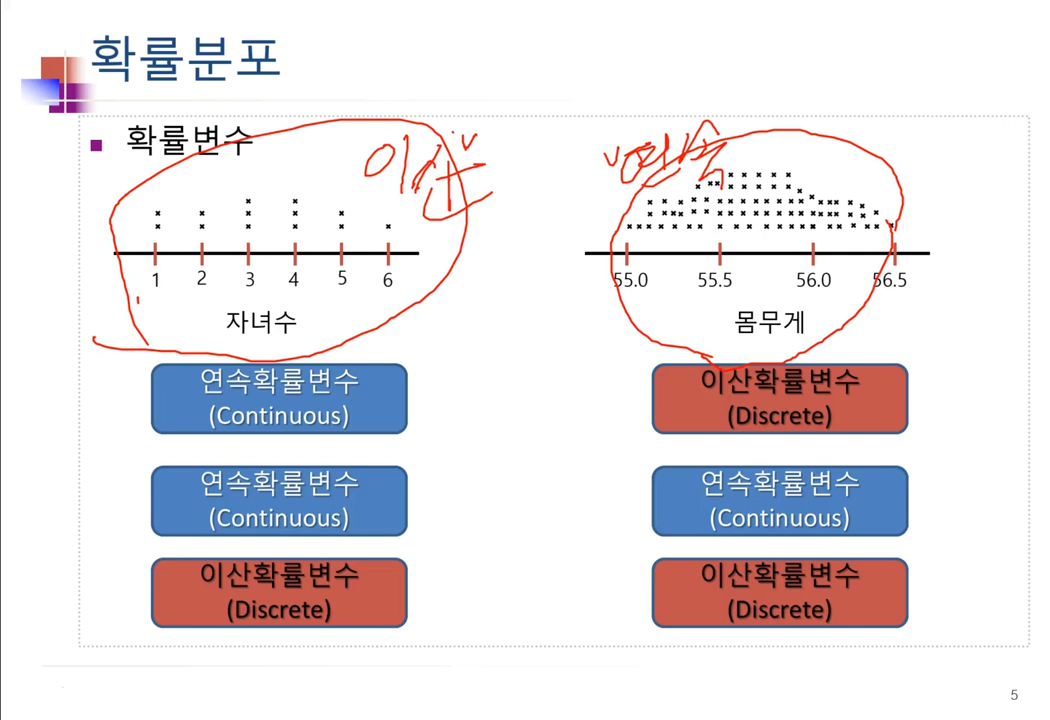 확률분포
확률변수
이산
연속
1 2 3 4 5 6
55.0 55.5 56.0 56.5
자녀수
몸무게
연속확률변수
(Continuous)
이산확률변수
(Discrete)
연속확률변수
(Continuous)
연속확률변수
(Continuous)
이산확률변수
(Discrete)
이산확률변수
(Discrete)
5